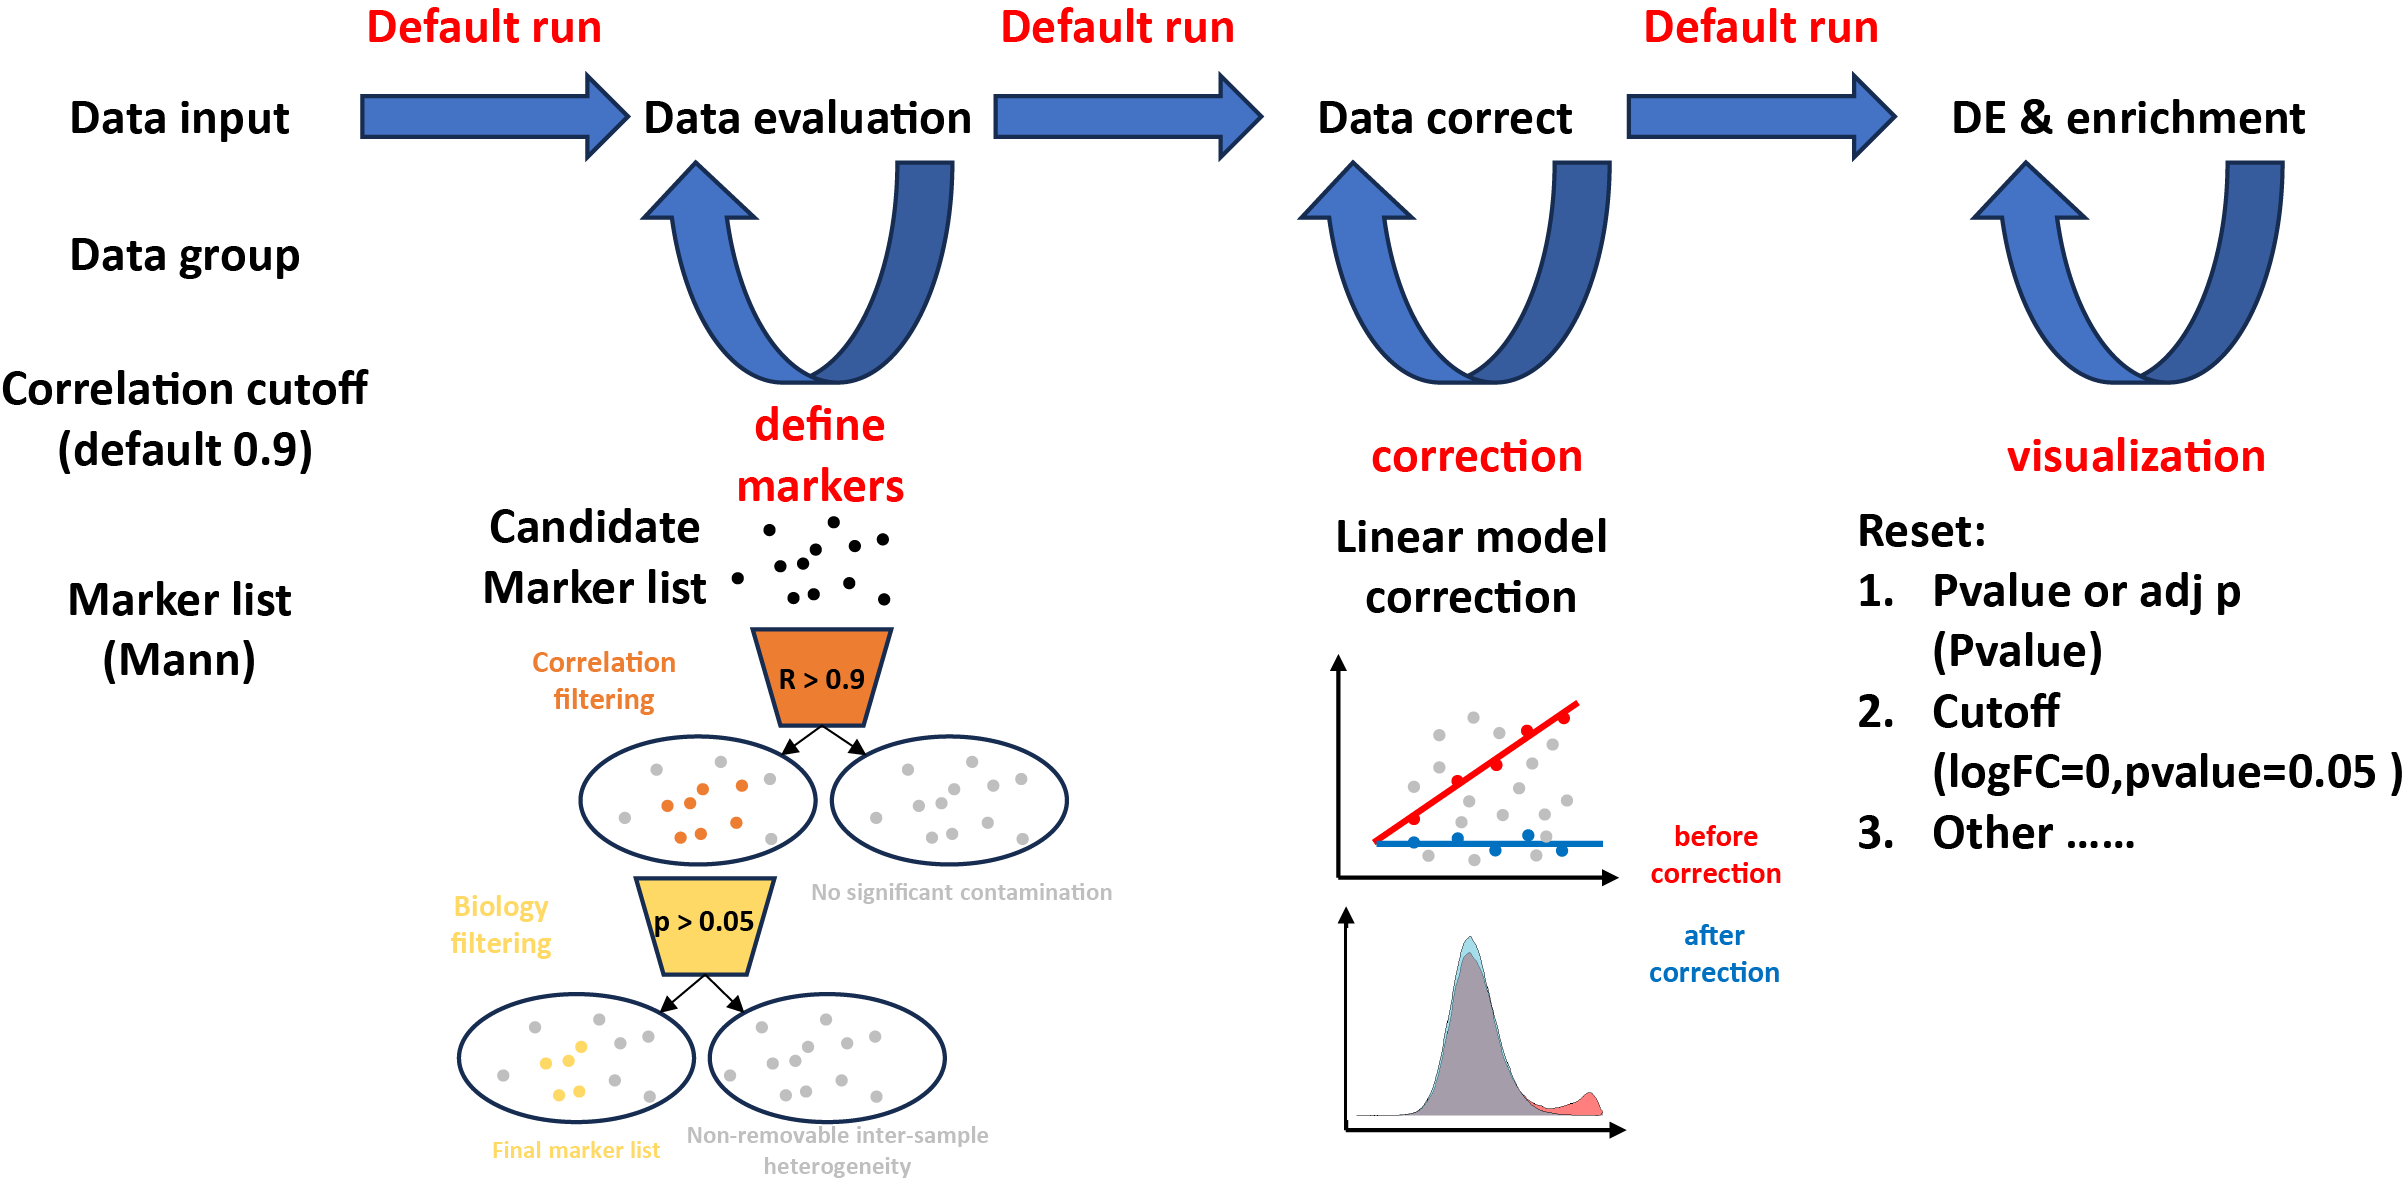 Default run
Default run
Default run
Data input
Data evaluation
Data correct
DE & enrichment
Data group
Correlation cutoff
(default 0.9)
Marker list
(Mann)
define
markers
Candidate
Marker list
Correlation
filtering
R > 0.9
No significant contamination
Biology
filtering
p > 0.05
Final marker list
Non-removable inter-sample
heterogeneity
correction
Linear model
correction
before
correction
after
correction
visualization
Reset:
1. Pvalue or adj p
(Pvalue)
2. Cutoff
(logFC=0,pvalue=0.05 )
3. Other ......